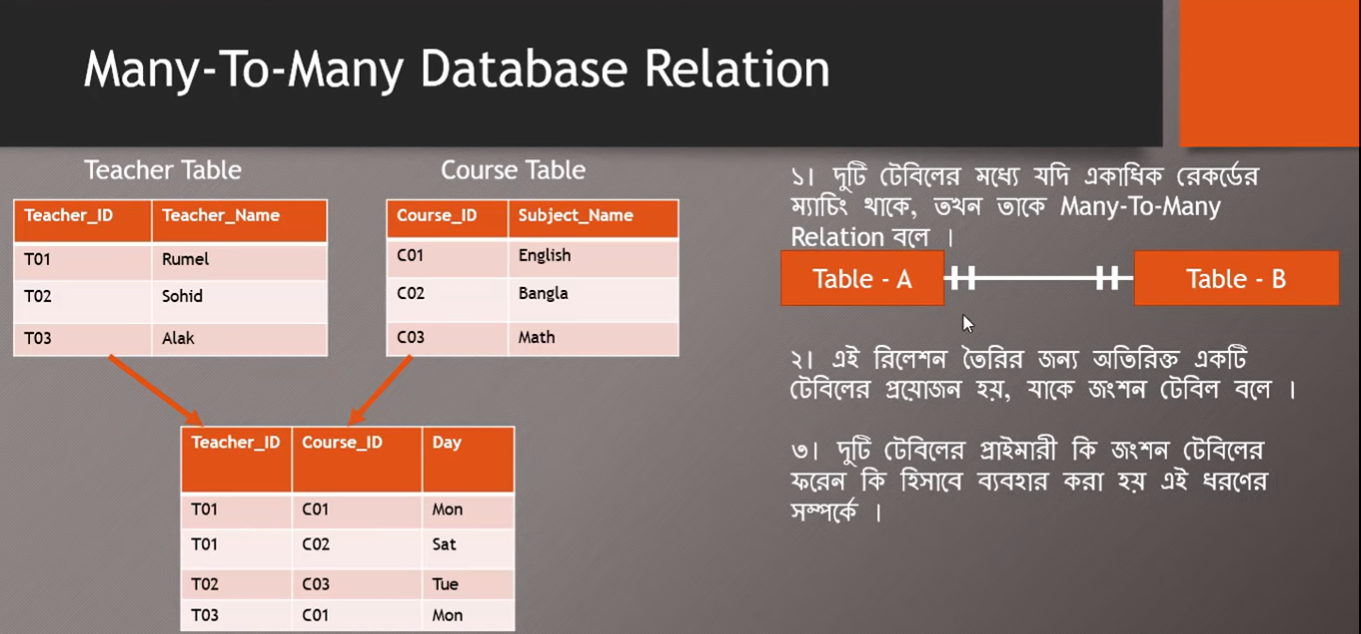 Many-To-Many Database Relation
Teacher Table
Teacher_ID Teacher_Name
T01 Rumel
T02 Sohid
T03 Alak
Course Table
Course_ID Subject_Name
C01 English
C02 Bangla
C03 Math
Teacher_ID Course_ID Day
T01 C01 Mon
T01 C02 Sat
T02 C03 Tue
T03 C01 Mon
১। দুটি টেবিলের মধ্যে যদি একাধিক রেকর্ডের
ম্যাচিং থাকে, তখন তাকে Many-To-Many
Relation বলে ।
Table - A Table - B
২। এই রিলেশন তৈরির জন্য অতিরিক্ত একটি
টেবিলের প্রয়োজন হয়, যাকে জংশন টেবিল বলে ।
৩। দুটি টেবিলের প্রাইমারী কি জংশন টেবিলের
ফরেন কি হিসাবে ব্যবহার করা হয় এই ধরণের
সম্পর্কে ।